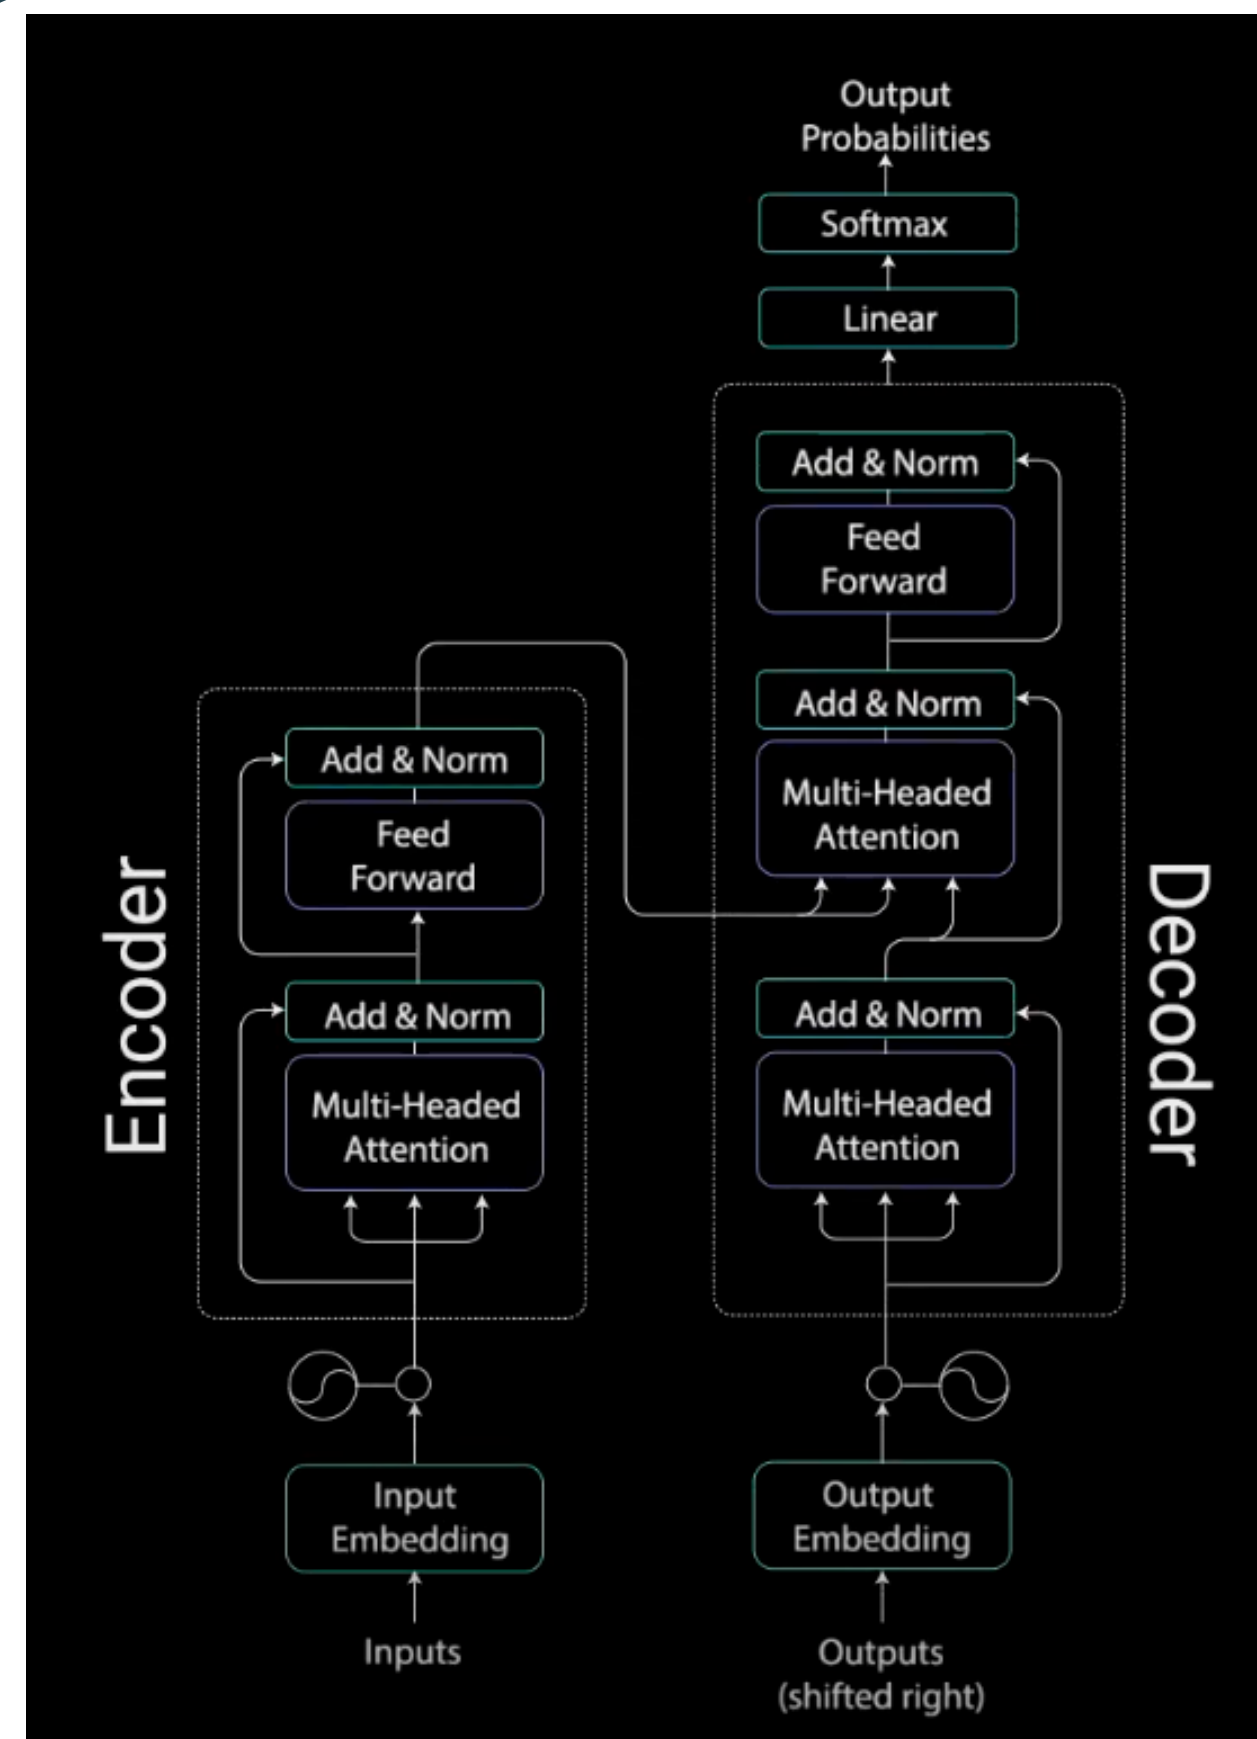 Output
Probabilities
Softmax
Linear
Add & Norm
Feed
Forward
Add & Norm
Multi-Headed
Attention
Add & Norm
Multi-Headed
Attention
Decoder
Output
Embedding
Outputs
(shifted right)
Encoder
Add & Norm
Feed
Forward
Add & Norm
Multi-Headed
Attention
Input
Embedding
Inputs